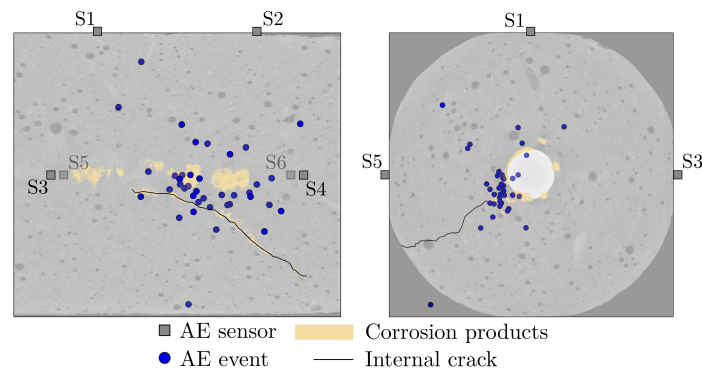 S1 S2 S1
S5 S6 S5 S3
S3 S4
AE sensor Corrosion products
AE event Internal crack